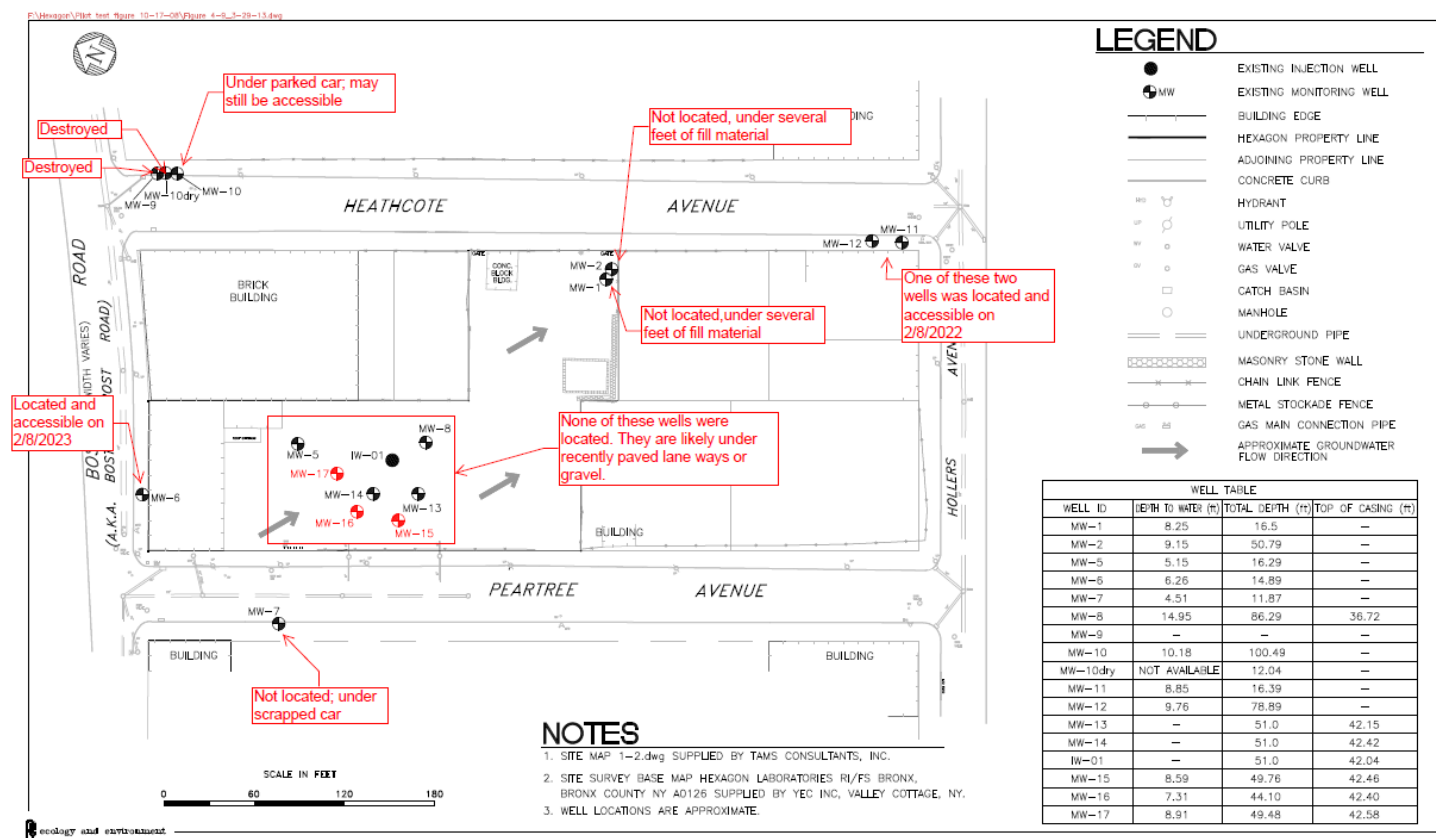 F:\Hexagon\Pilot test figure 10-17-08\Figure 4-9_3-29-13.dwg
N
Under parked car; may
still be accessible
Destroyed
Destroyed
MW-10
MW-10dry
MW-9
Not located, under several
feet of fill material
DING
HEATHCOTE AVENUE
MW-12
MW-11
One of these two
wells was located and
accessible on
2/8/2022
GATE
CONC.
BLOCK
BLDG.
GATE
MW-2
MW-1
Not located,under several
feet of fill material
BRICK
BUILDING
ROAD
WIDTH VARIES)
BOS
(A.K.A. BOST
POST ROAD)
Located and
accessible on
2/8/2023
MW-6
None of these wells were
located. They are likely under
recently paved lane ways or
gravel.
MW-5
IW-01
MW-8
MW-17
MW-14
MW-13
MW-16
MW-15
BUILDING
HOLLERS AVEN
PEARTREE AVENUE
MW-7
BUILDING
BUILDING
Not located; under
scrapped car
SCALE IN FEET
0 60 120 180
ecology and environment
NOTES
1. SITE MAP 1-2.dwg SUPPLIED BY TAMS CONSULTANTS, INC.
2. SITE SURVEY BASE MAP HEXAGON LABORATORIES RI/FS BRONX,
BRONX COUNTY NY A0126 SUPPLIED BY YEC INC, VALLEY COTTAGE, NY.
3. WELL LOCATIONS ARE APPROXIMATE.
LEGEND
EXISTING INJECTION WELL
MW EXISTING MONITORING WELL
BUILDING EDGE
HEXAGON PROPERTY LINE
ADJOINING PROPERTY LINE
CONCRETE CURB
HYD HYDRANT
UP UTILITY POLE
WV WATER VALVE
GV GAS VALVE
CATCH BASIN
MANHOLE
UNDERGROUND PIPE
MASONRY STONE WALL
CHAIN LINK FENCE
METAL STOCKADE FENCE
GAS GAS MAIN CONNECTION PIPE
APPROXIMATE GROUNDWATER
FLOW DIRECTION
WELL TABLE
WELL ID DEPTH TO WATER (ft) TOTAL DEPTH (ft) TOP OF CASING (ft)
MW-1 8.25 16.5 –
MW-2 9.15 50.79 –
MW-5 5.15 16.29 –
MW-6 6.26 14.89 –
MW-7 4.51 11.87 –
MW-8 14.95 86.29 36.72
MW-9 – – –
MW-10 10.18 100.49 –
MW-10dry NOT AVAILABLE 12.04 –
MW-11 8.85 16.39 –
MW-12 9.76 78.89 –
MW-13 – 51.0 42.15
MW-14 – 51.0 42.42
IW-01 – 51.0 42.04
MW-15 8.59 49.76 42.46
MW-16 7.31 44.10 42.40
MW-17 8.91 49.48 42.58